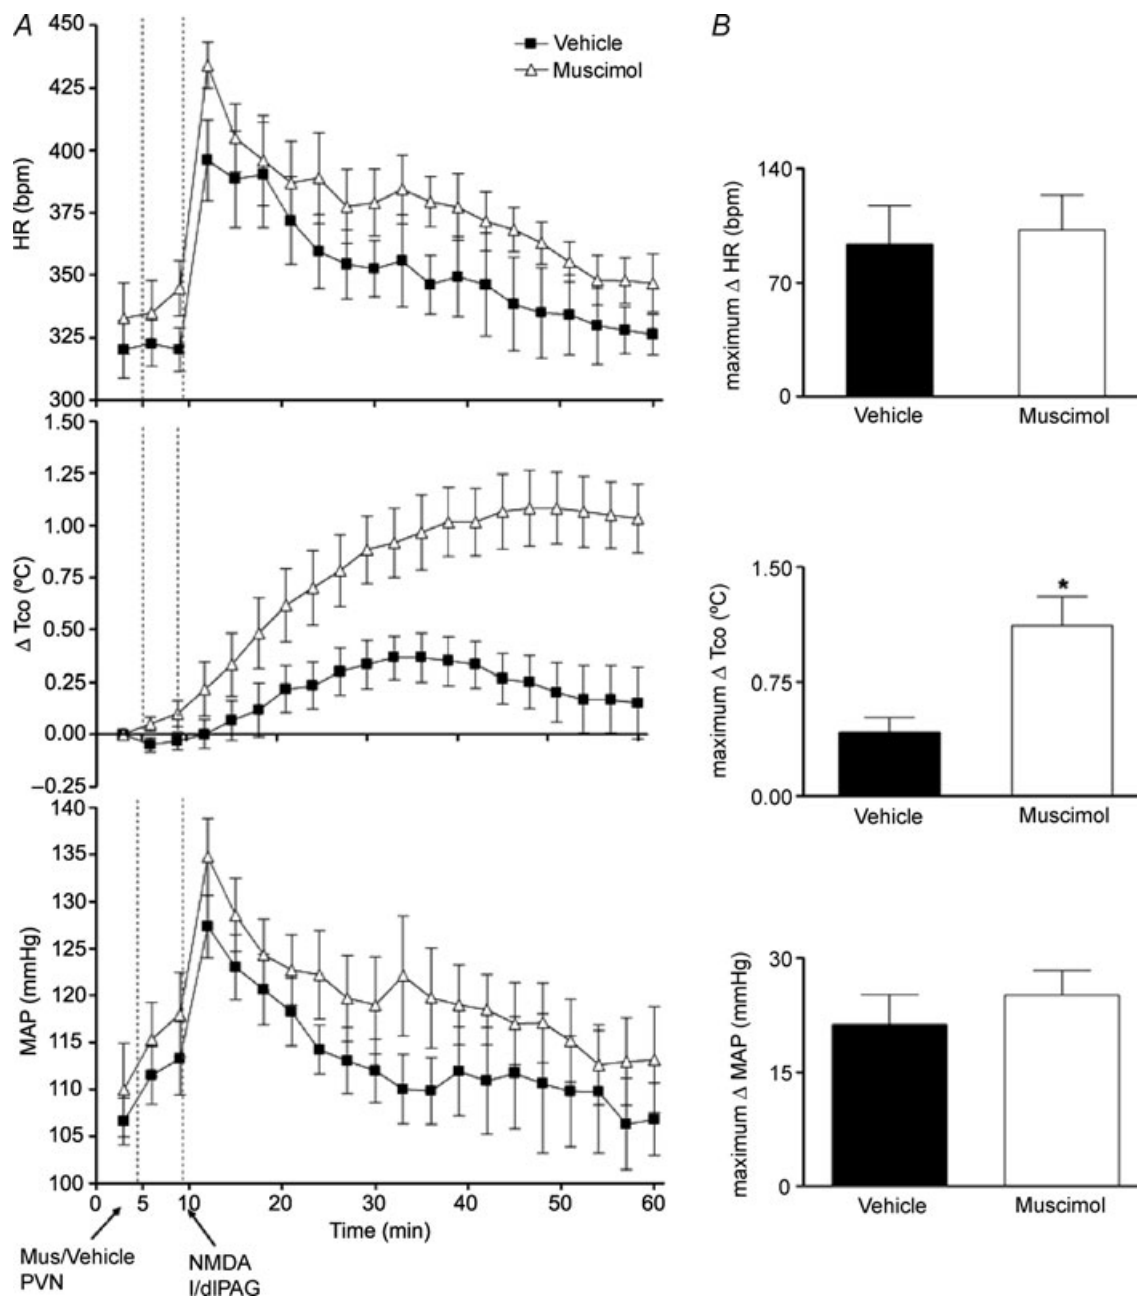 A
B
450
425
400
375
350
325
300
HR (bpm)
Vehicle
Muscimol
140
70
0
maximum Δ HR (bpm)
Vehicle
Muscimol
1.50
1.25
1.00
0.75
0.50
0.25
0.00
–0.25
Δ Tco (ºC)
1.50
0.75
0.00
maximum Δ Tco (ºC)
*
Vehicle
Muscimol
140
135
130
125
120
115
110
105
100
MAP (mmHg)
0 5 10 20 30 40 50 60
Time (min)
Mus/Vehicle
PVN
NMDA
l/dlPAG
30
15
0
maximum Δ MAP (mmHg)
Vehicle
Muscimol